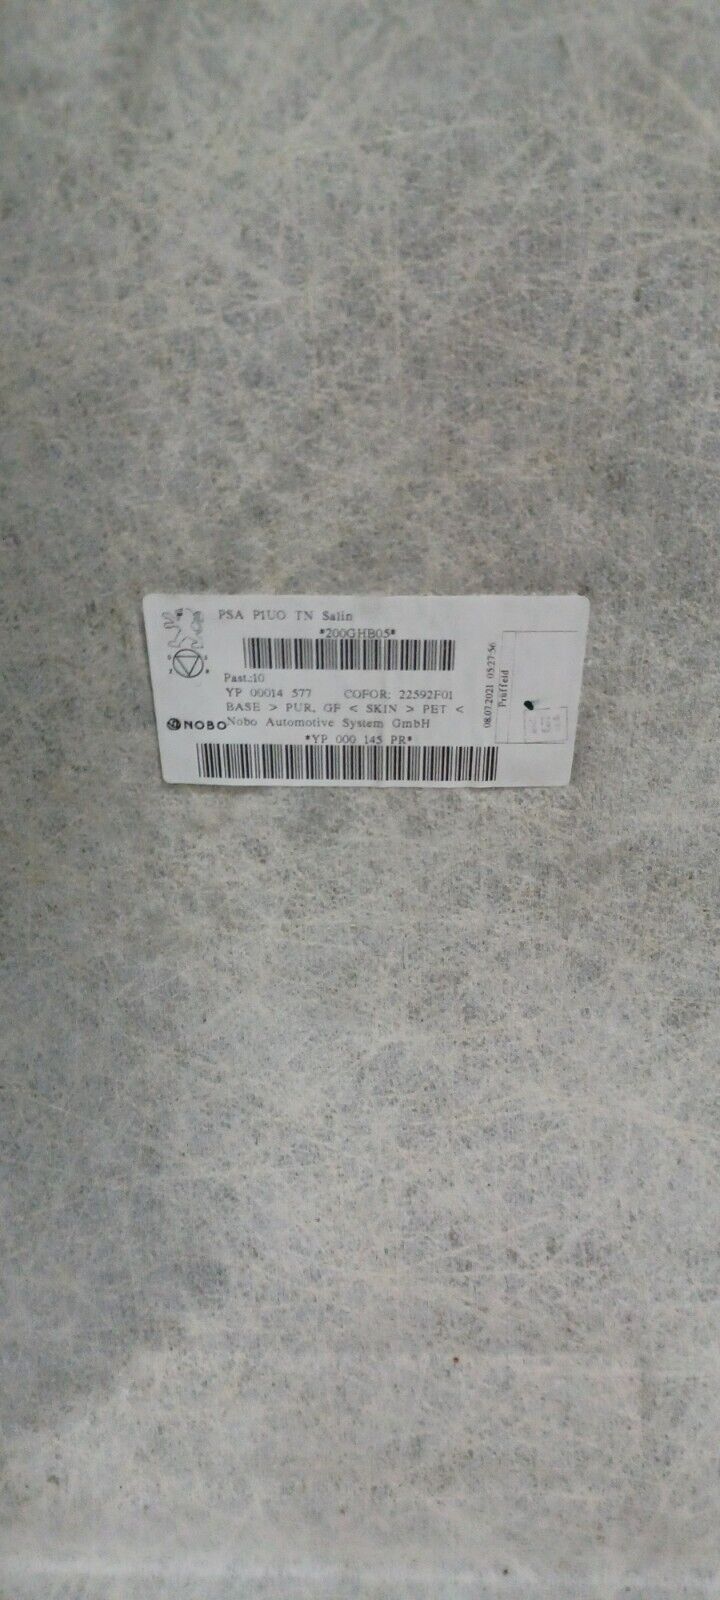 PSA P1UO TN Salin
*200GHB05*
Past.:10
YP 00014 577 COFOR: 22592F01
BASE > PUR, GF < SKIN > PET <
NOBO Nobo Automotive System GmbH
*YP 000 145 PR*
08.07.2021 05:27:56
Prüffeld